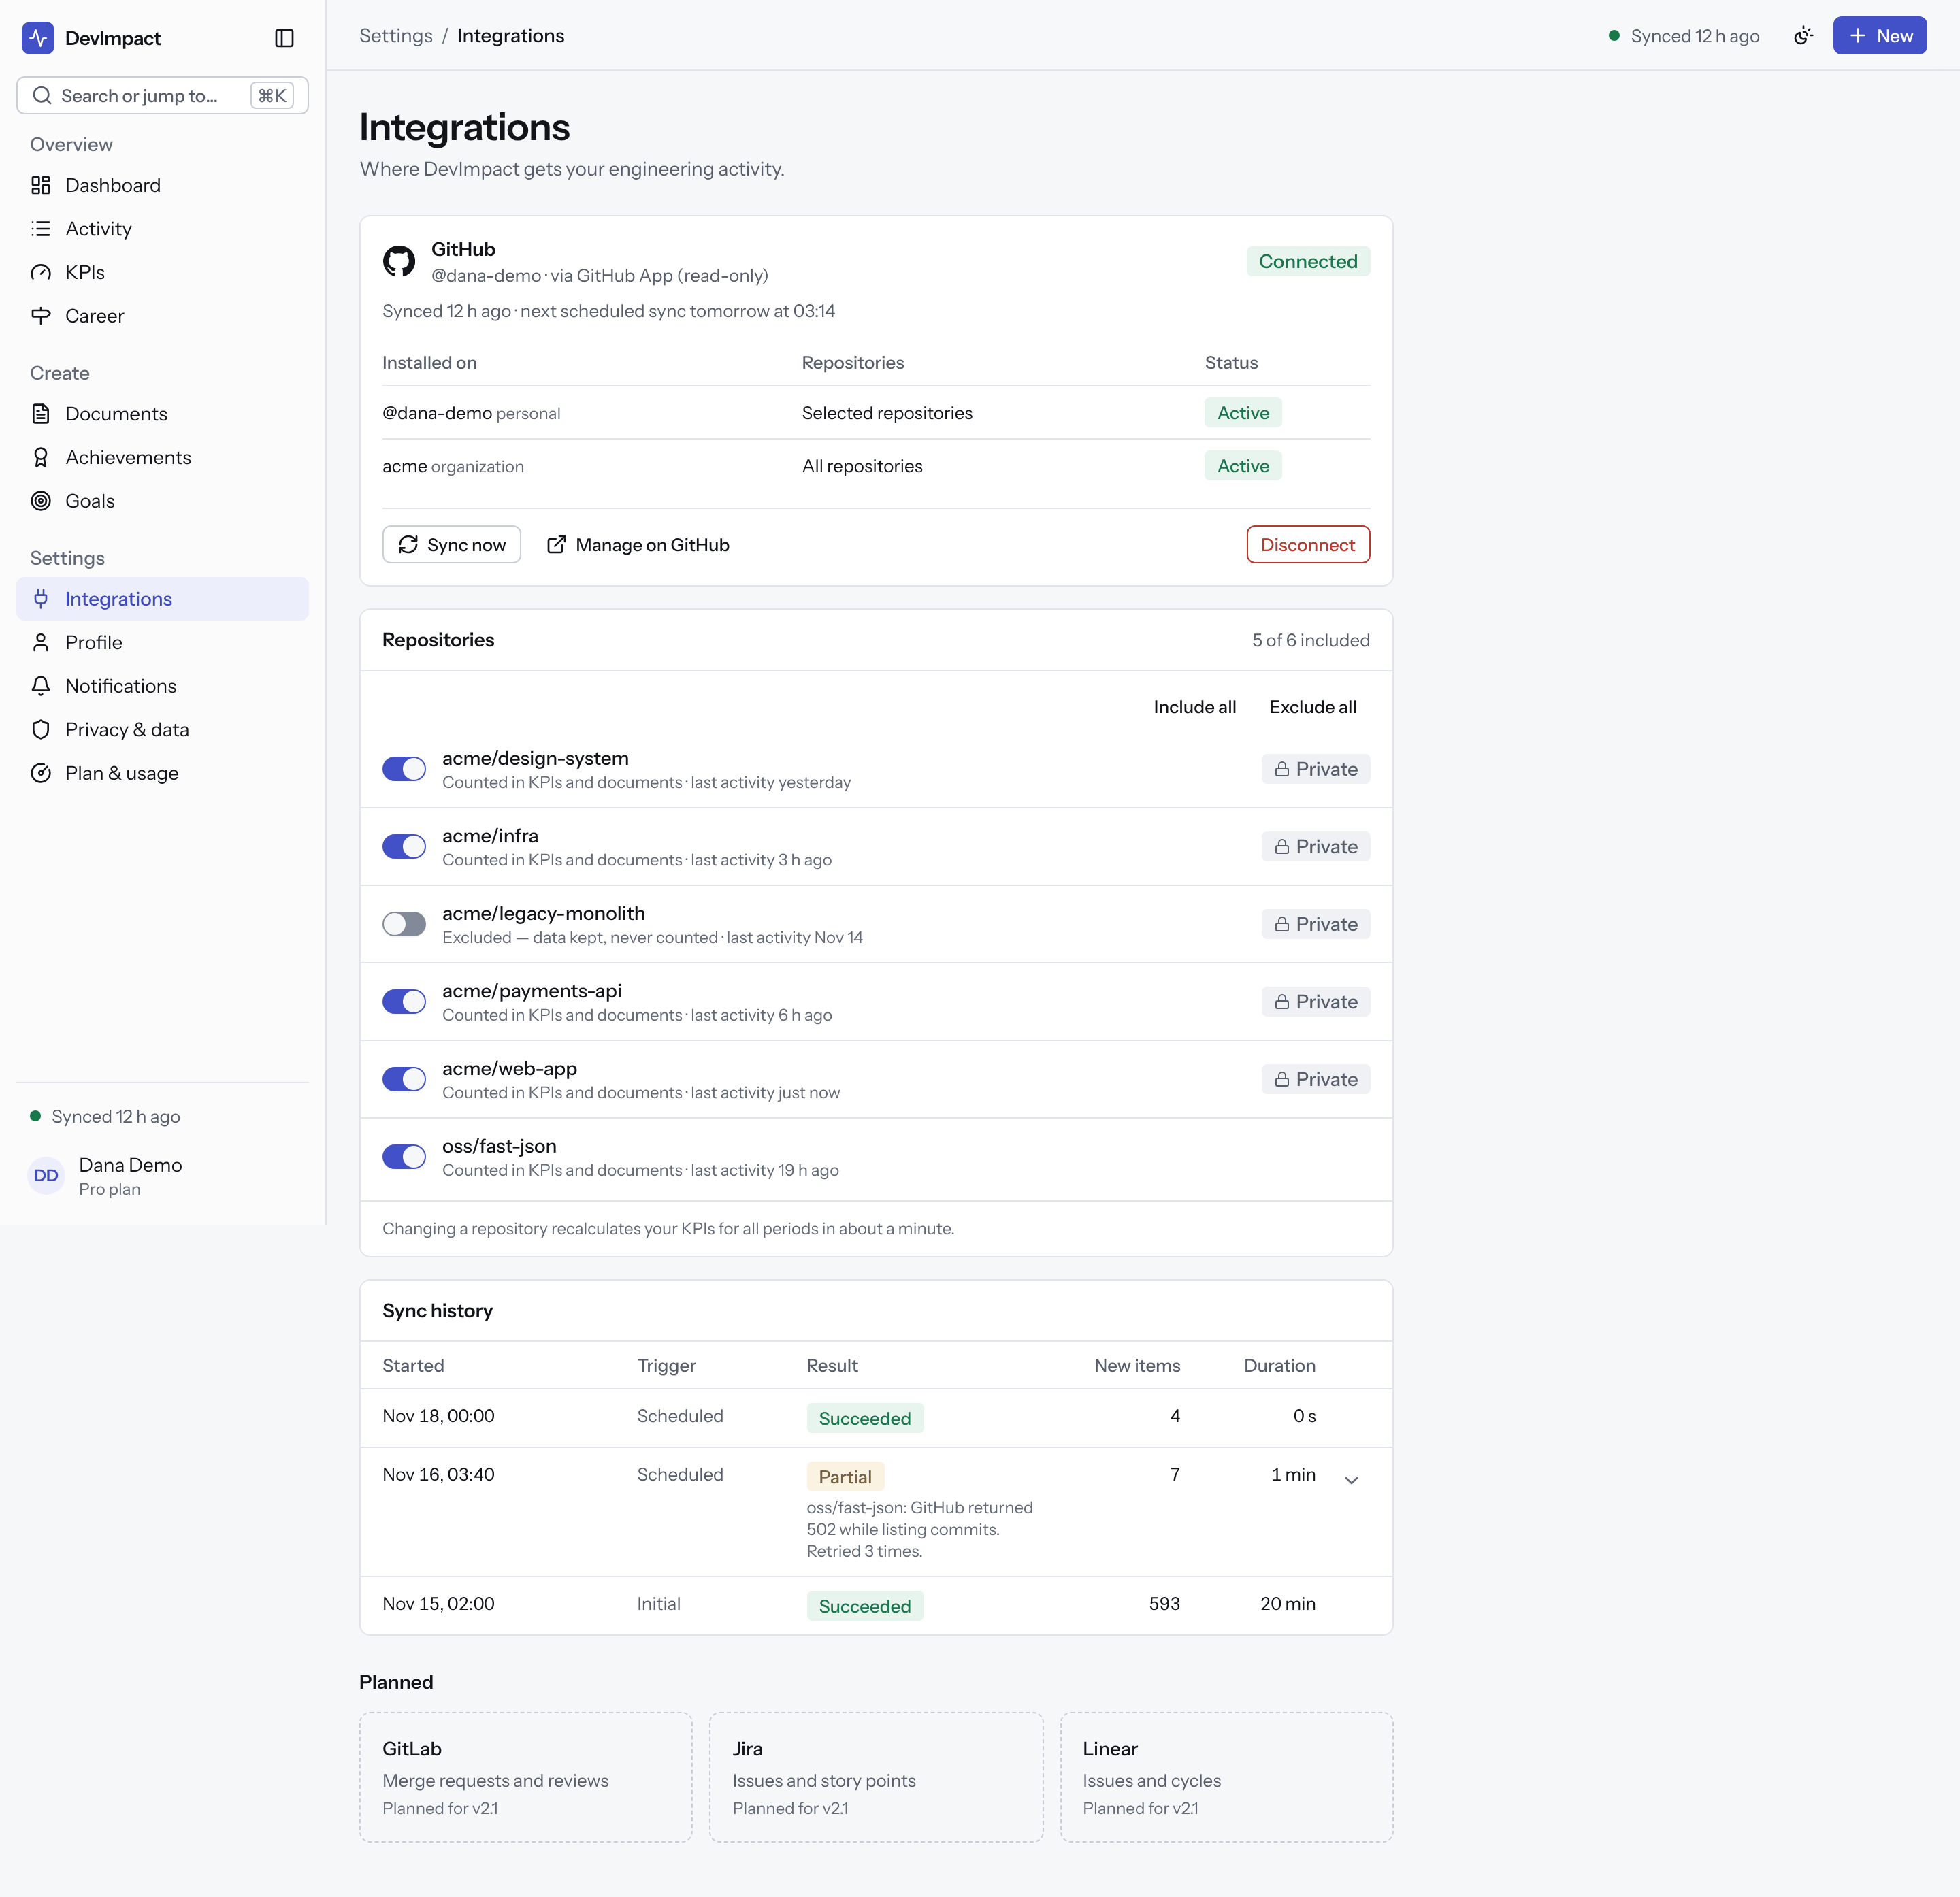 DevImpact
Search or jump to...
⌘K
Overview
Dashboard
Activity
KPIs
Career
Create
Documents
Achievements
Goals
Settings
Integrations
Profile
Notifications
Privacy & data
Plan & usage
Synced 12 h ago
DD
Dana Demo
Pro plan
Settings / Integrations
Synced 12 h ago
New
Integrations
Where DevImpact gets your engineering activity.
GitHub
@dana-demo · via GitHub App (read-only)
Connected
Synced 12 h ago · next scheduled sync tomorrow at 03:14
Installed on Repositories Status
@dana-demo personal Selected repositories Active
acme organization All repositories Active
Sync now
Manage on GitHub
Disconnect
Repositories
5 of 6 included
Include all Exclude all
acme/design-system
Counted in KPIs and documents · last activity yesterday
Private
acme/infra
Counted in KPIs and documents · last activity 3 h ago
Private
acme/legacy-monolith
Excluded — data kept, never counted · last activity Nov 14
Private
acme/payments-api
Counted in KPIs and documents · last activity 6 h ago
Private
acme/web-app
Counted in KPIs and documents · last activity just now
Private
oss/fast-json
Counted in KPIs and documents · last activity 19 h ago
Changing a repository recalculates your KPIs for all periods in about a minute.
Sync history
Started Trigger Result New items Duration
Nov 18, 00:00 Scheduled Succeeded 4 0 s
Nov 16, 03:40 Scheduled Partial 7 1 min
oss/fast-json: GitHub returned
502 while listing commits.
Retried 3 times.
Nov 15, 02:00 Initial Succeeded 593 20 min
Planned
GitLab
Merge requests and reviews
Planned for v2.1
Jira
Issues and story points
Planned for v2.1
Linear
Issues and cycles
Planned for v2.1